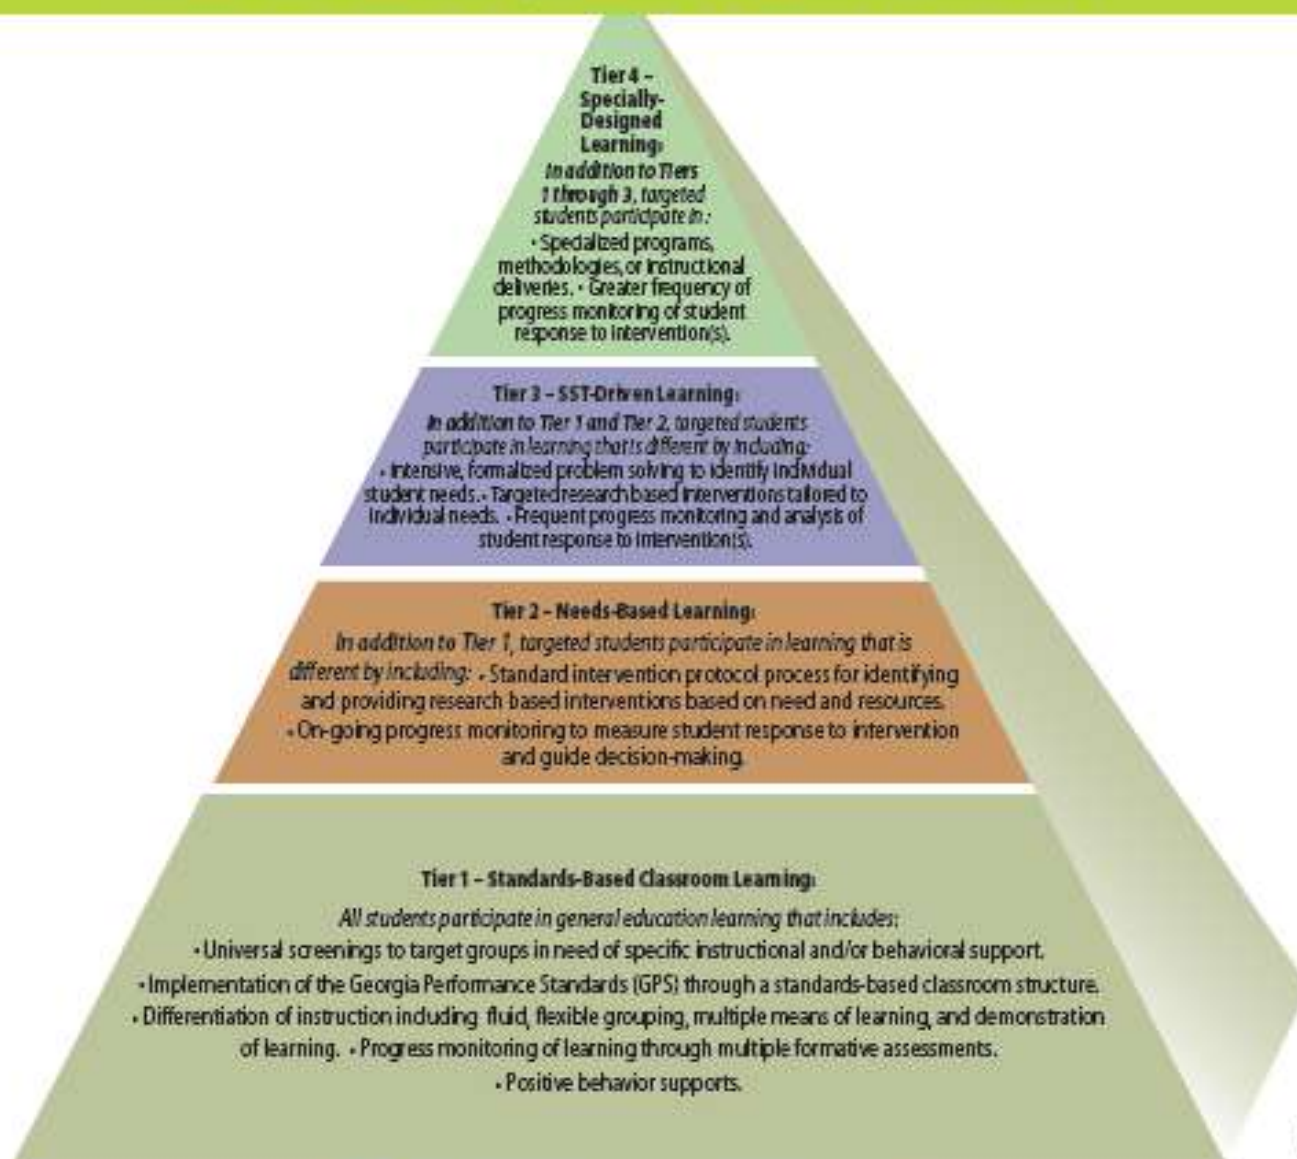 Tier 4 –
Specially-
Designed
Learning:
In addition to Tiers
1 through 3, targeted
students participate in:
• Specialized programs,
methodologies, or instructional
deliveries. • Greater frequency of
progress monitoring of student
response to intervention(s).
Tier 3 – SST-Driven Learning:
In addition to Tier 1 and Tier 2, targeted students
participate in learning that is different by including:
• Intensive, formalized problem solving to identify individual
student needs. • Targeted research based interventions tailored to
individual needs. • Frequent progress monitoring and analysis of
student response to intervention(s).
Tier 2 – Needs-Based Learning:
In addition to Tier 1, targeted students participate in learning that is
different by including: • Standard intervention protocol process for identifying
and providing research based interventions based on need and resources.
• On-going progress monitoring to measure student response to intervention
and guide decision-making.
Tier 1 – Standards-Based Classroom Learning:
All students participate in general education learning that includes:
• Universal screenings to target groups in need of specific instructional and/or behavioral support.
• Implementation of the Georgia Performance Standards (GPS) through a standards-based classroom structure.
• Differentiation of instruction including fluid, flexible grouping, multiple means of learning, and demonstration
of learning. • Progress monitoring of learning through multiple formative assessments.
• Positive behavior supports.